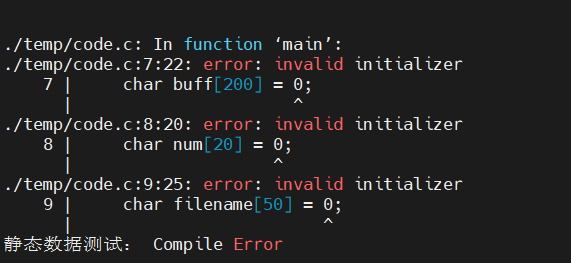 ./temp/code.c: In function ‘main’:
./temp/code.c:7:22: error: invalid initializer
    7 |     char buff[200] = 0;
      |                      ^
./temp/code.c:8:20: error: invalid initializer
    8 |     char num[20] = 0;
      |                    ^
./temp/code.c:9:25: error: invalid initializer
    9 |     char filename[50] = 0;
      |                         ^
静态数据测试： Compile Error